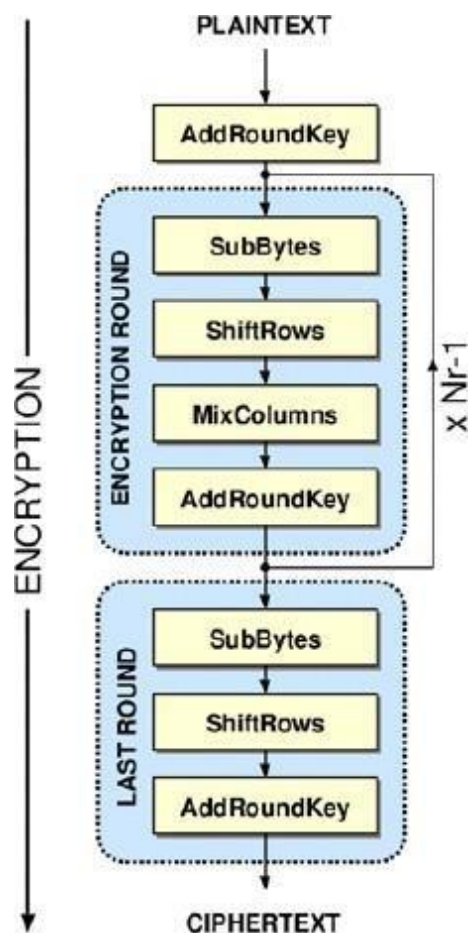 PLAINTEXT
AddRoundKey
ENCRYPTION
ENCRYPTION ROUND
SubBytes
ShiftRows
MixColumns
AddRoundKey
x Nr-1
LAST ROUND
SubBytes
ShiftRows
AddRoundKey
CIPHERTEXT